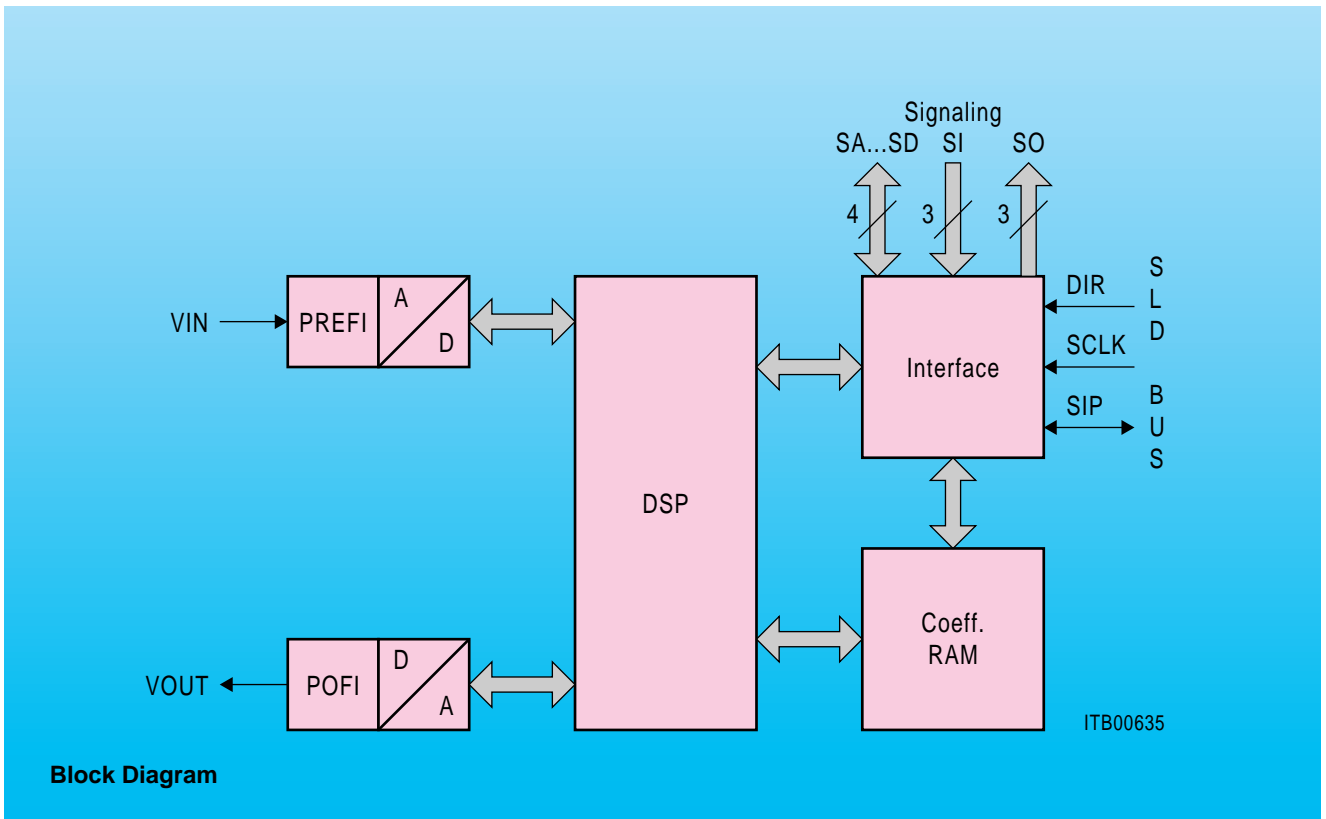 Signaling
SA...SD SI SO
4 3 3
DIR
SCLK
SIP
S
L
D
B
U
S
VIN
PREFI
A
D
Interface
DSP
Coeff.
RAM
VOUT
POFI
D
A
ITB00635
Block Diagram